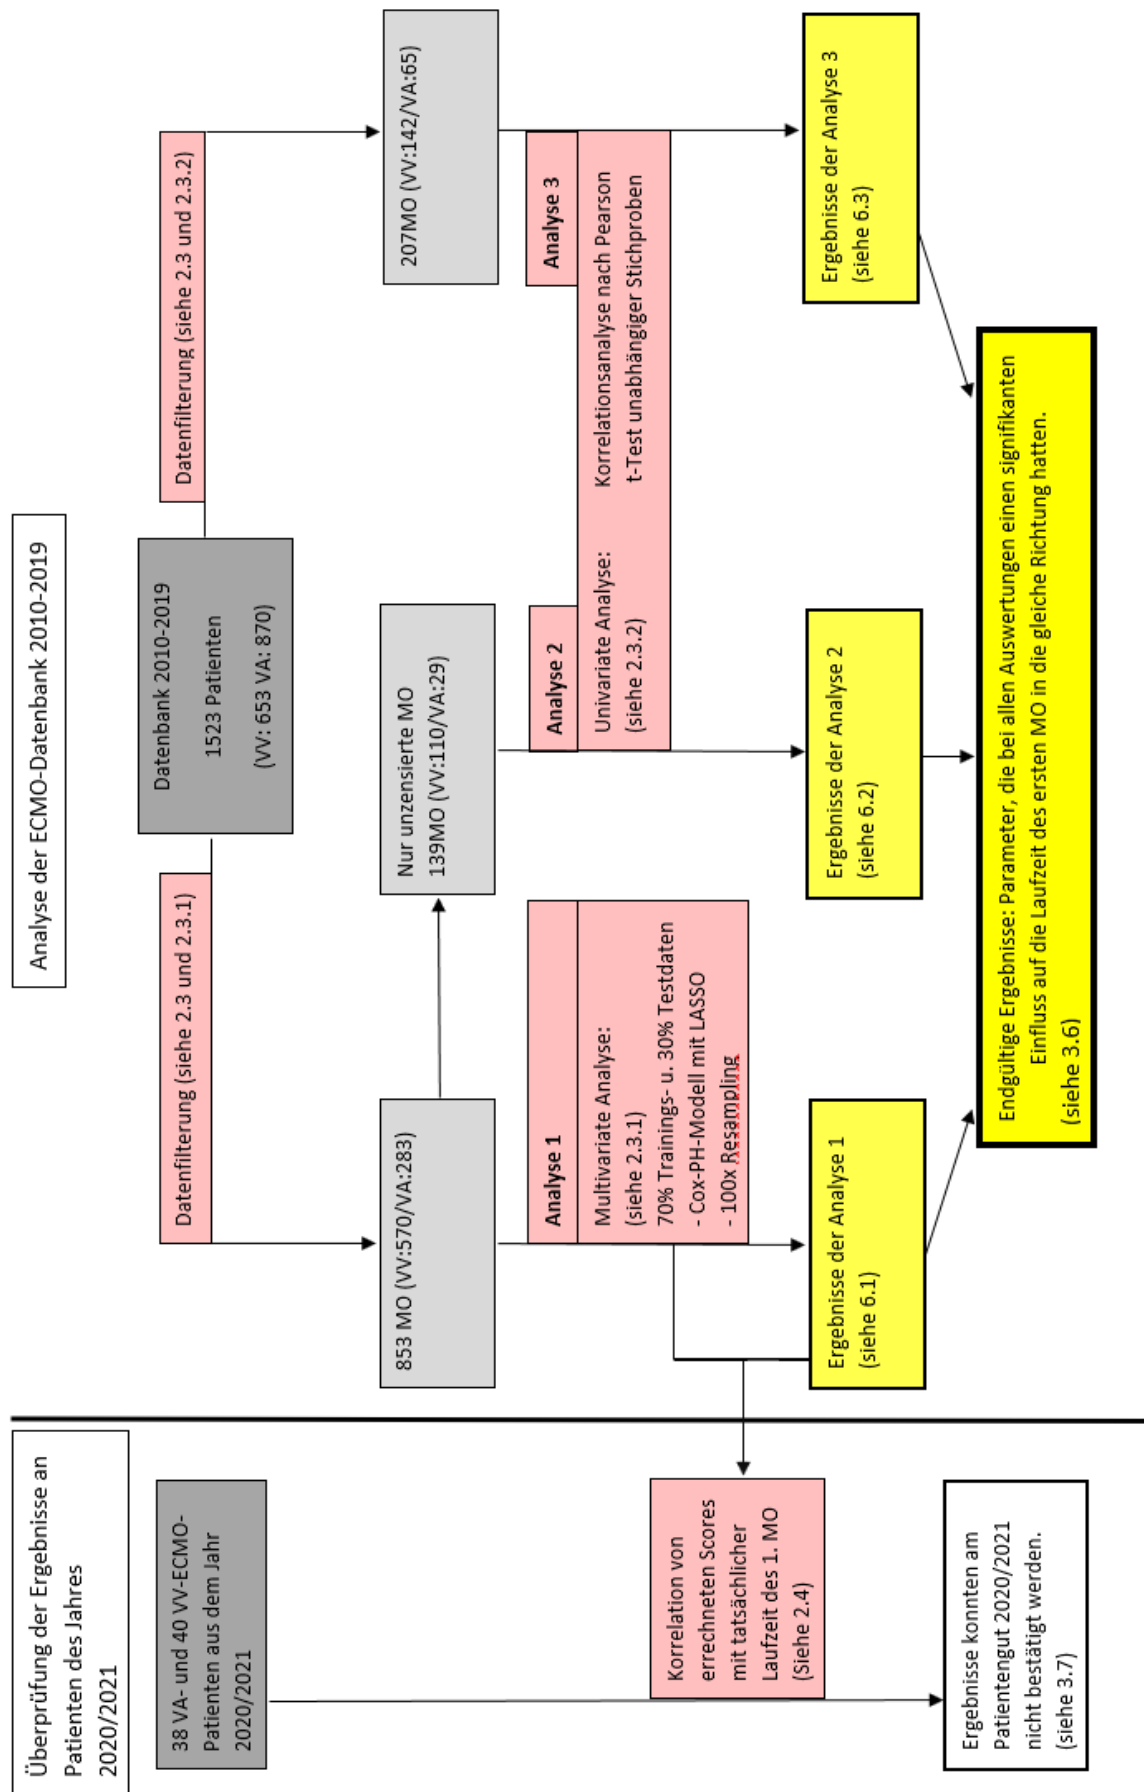 Überprüfung der Ergebnisse an
Patienten des Jahres
2020/2021
38 VA- und 40 VV-ECMO-
Patienten aus dem Jahr
2020/2021
Korrelation von
errechneten Scores
mit tatsächlicher
Laufzeit des 1. MO
(Siehe 2.4)
Ergebnisse konnten am
Patientengut 2020/2021
nicht bestätigt werden.
(siehe 3.7)
Analyse der ECMO-Datenbank 2010-2019
Datenbank 2010-2019
1523 Patienten
(VV: 653 VA: 870)
Datenfilterung (siehe 2.3 und 2.3.1)
Datenfilterung (siehe 2.3 und 2.3.2)
853 MO (VV:570/VA:283)
Nur unzensierte MO
139MO (VV:110/VA:29)
207MO (VV:142/VA:65)
Analyse 1
Multivariate Analyse:
(siehe 2.3.1)
70% Trainings- u. 30% Testdaten
- Cox-PH-Modell mit LASSO
- 100x Resampling
Analyse 2
Univariate Analyse:
(siehe 2.3.2)
Analyse 3
Korrelationsanalyse nach Pearson
t-Test unabhängiger Stichproben
Ergebnisse der Analyse 1
(siehe 6.1)
Ergebnisse der Analyse 2
(siehe 6.2)
Ergebnisse der Analyse 3
(siehe 6.3)
Endgültige Ergebnisse: Parameter, die bei allen Auswertungen einen signifikanten
Einfluss auf die Laufzeit des ersten MO in die gleiche Richtung hatten.
(siehe 3.6)